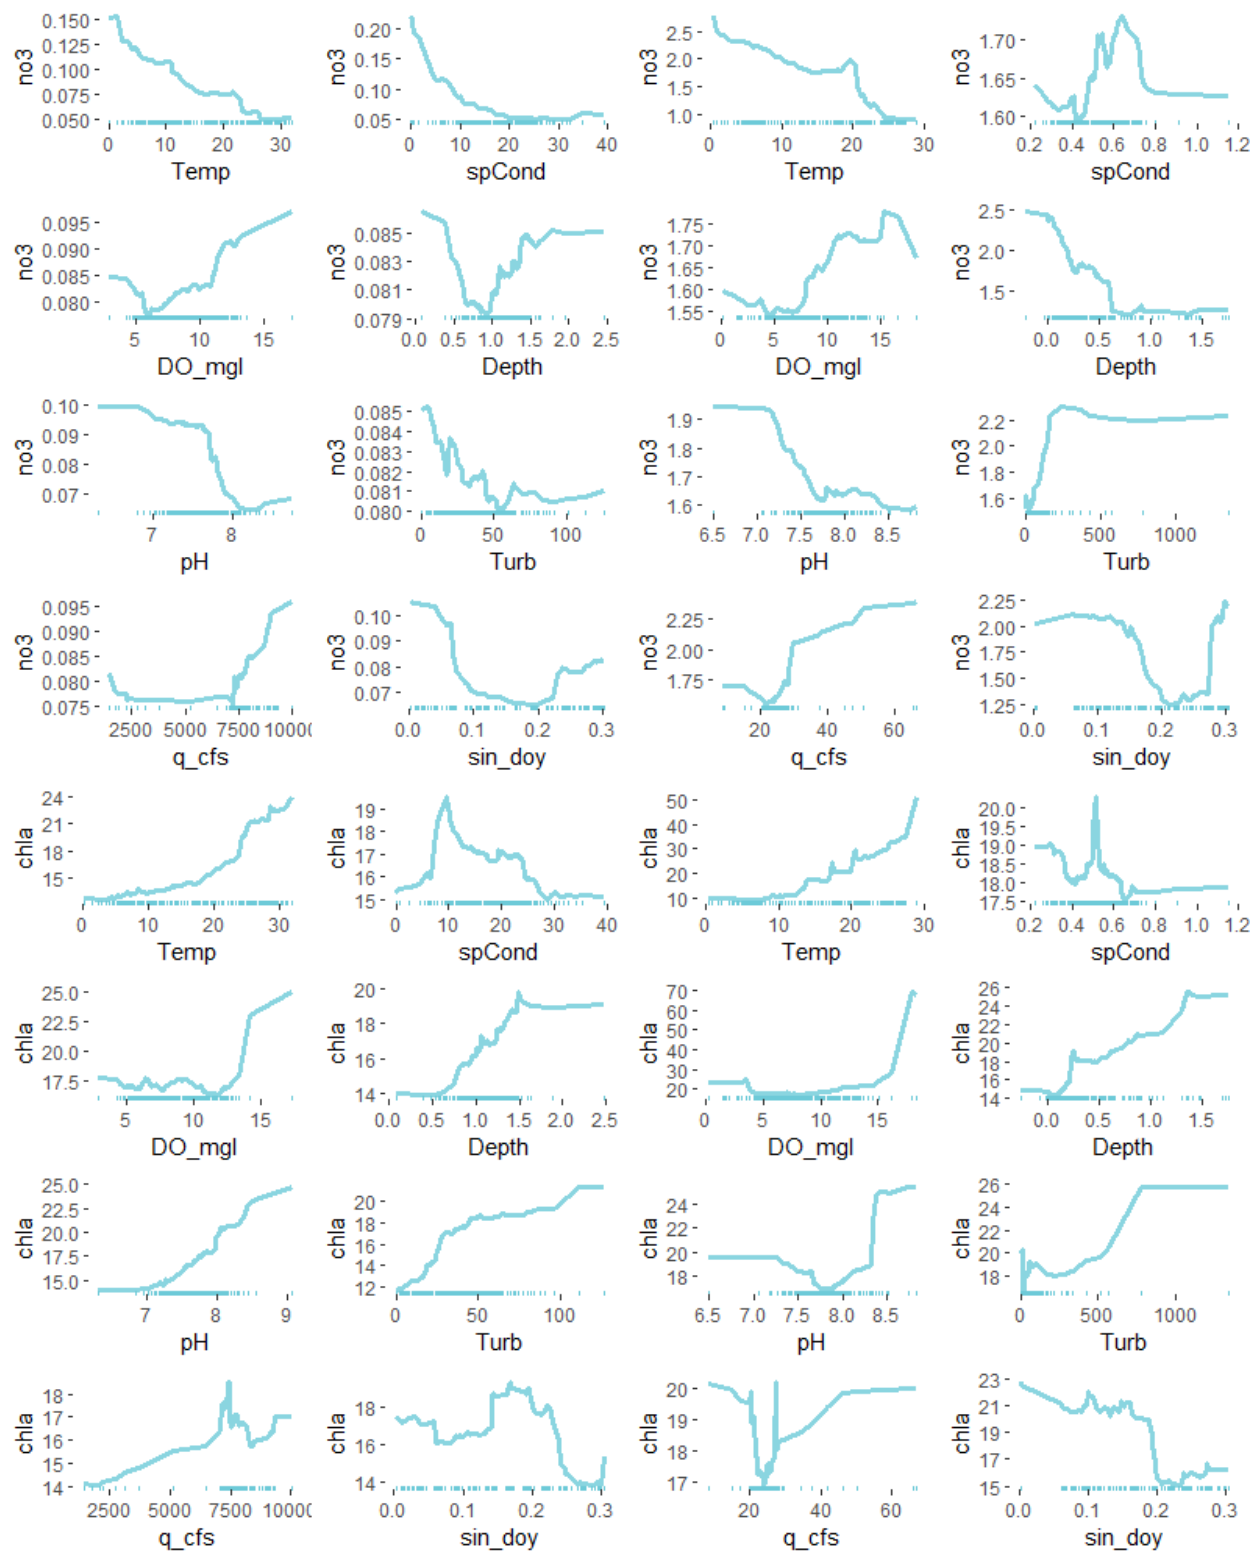 no3
0.150
0.125
0.100
0.075
0.050
0 10 20 30
Temp
no3
0.20
0.15
0.10
0.05
0 10 20 30 40
spCond
no3
2.5
2.0
1.5
1.0
0 10 20 30
Temp
no3
1.70
1.65
1.60
0.2 0.4 0.6 0.8 1.0 1.2
spCond
no3
0.095
0.090
0.085
0.080
5 10 15
DO_mgl
no3
0.085
0.083
0.081
0.079
0.0 0.5 1.0 1.5 2.0 2.5
Depth
no3
1.75
1.70
1.65
1.60
1.55
0 5 10 15
DO_mgl
no3
2.5
2.0
1.5
0.0 0.5 1.0 1.5
Depth
no3
0.10
0.09
0.08
0.07
7 8
pH
no3
0.085
0.084
0.083
0.082
0.081
0.080
0 50 100
Turb
no3
1.9
1.8
1.7
1.6
6.5 7.0 7.5 8.0 8.5
pH
no3
2.2
2.0
1.8
1.6
0 500 1000
Turb
no3
0.095
0.090
0.085
0.080
0.075
2500 5000 7500 10000
q_cfs
no3
0.10
0.09
0.08
0.07
0.0 0.1 0.2 0.3
sin_doy
no3
2.25
2.00
1.75
20 40 60
q_cfs
no3
2.25
2.00
1.75
1.50
1.25
0.0 0.1 0.2 0.3
sin_doy
chla
24
21
18
15
0 10 20 30
Temp
chla
19
18
17
16
15
0 10 20 30 40
spCond
chla
50
40
30
20
10
0 10 20 30
Temp
chla
20.0
19.5
19.0
18.5
18.0
17.5
0.2 0.4 0.6 0.8 1.0 1.2
spCond
chla
25.0
22.5
20.0
17.5
5 10 15
DO_mgl
chla
20
18
16
14
0.0 0.5 1.0 1.5 2.0 2.5
Depth
chla
70
60
50
40
30
20
0 5 10 15
DO_mgl
chla
26
24
22
20
18
16
14
0.0 0.5 1.0 1.5
Depth
chla
25.0
22.5
20.0
17.5
15.0
7 8 9
pH
chla
20
18
16
14
12
0 50 100
Turb
chla
24
22
20
18
6.5 7.0 7.5 8.0 8.5
pH
chla
26
24
22
20
18
0 500 1000
Turb
chla
18
17
16
15
14
2500 5000 7500 10000
q_cfs
chla
18
16
14
0.0 0.1 0.2 0.3
sin_doy
chla
20
19
18
17
20 40 60
q_cfs
chla
23
21
19
17
15
0.0 0.1 0.2 0.3
sin_doy